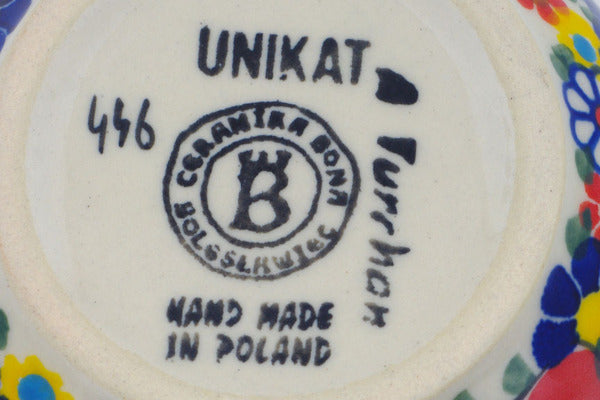 UNIKAT
446
CERAMIKA BONA
B
BOLESŁAWIEC
HAND MADE
IN POLAND
A